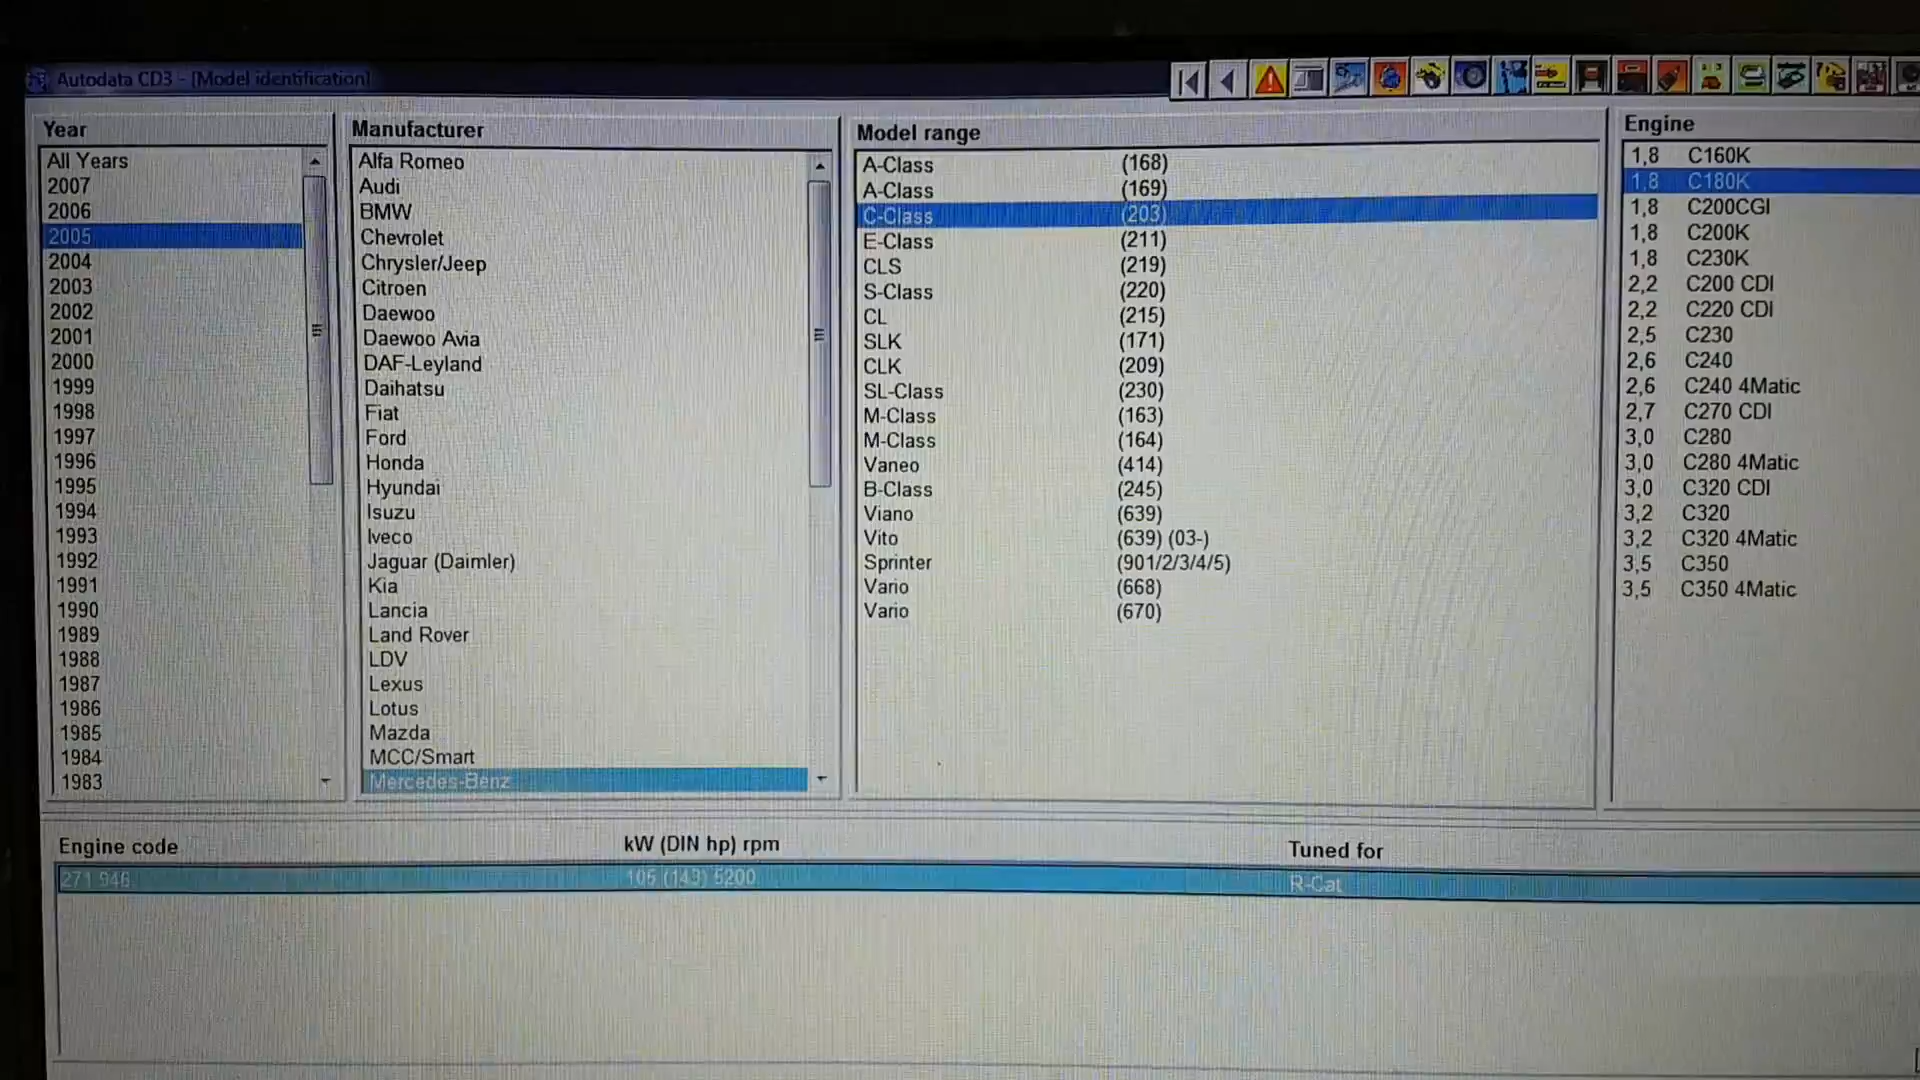 Autodata CD3 - [Model identification]
Year
All Years
2007
2006
2005
2004
2003
2002
2001
2000
1999
1998
1997
1996
1995
1994
1993
1992
1991
1990
1989
1988
1987
1986
1985
1984
1983
Manufacturer
Alfa Romeo
Audi
BMW
Chevrolet
Chrysler/Jeep
Citroen
Daewoo
Daewoo Avia
DAF-Leyland
Daihatsu
Fiat
Ford
Honda
Hyundai
Isuzu
Iveco
Jaguar (Daimler)
Kia
Lancia
Land Rover
LDV
Lexus
Lotus
Mazda
MCC/Smart
Mercedes-Benz
Model range
A-Class (168)
A-Class (169)
C-Class (203)
E-Class (211)
CLS (219)
S-Class (220)
CL (215)
SLK (171)
CLK (209)
SL-Class (230)
M-Class (163)
M-Class (164)
Vaneo (414)
B-Class (245)
Viano (639)
Vito (639) (03-)
Sprinter (901/2/3/4/5)
Vario (668)
Vario (670)
Engine
1,8 C160K
1,8 C180K
1,8 C200CGI
1,8 C200K
1,8 C230K
2,2 C200 CDI
2,2 C220 CDI
2,5 C230
2,6 C240
2,6 C240 4Matic
2,7 C270 CDI
3,0 C280
3,0 C280 4Matic
3,0 C320 CDI
3,2 C320
3,2 C320 4Matic
3,5 C350
3,5 C350 4Matic
Engine code kW (DIN hp) rpm Tuned for
271 946 105 (143) 5200 R-Cat